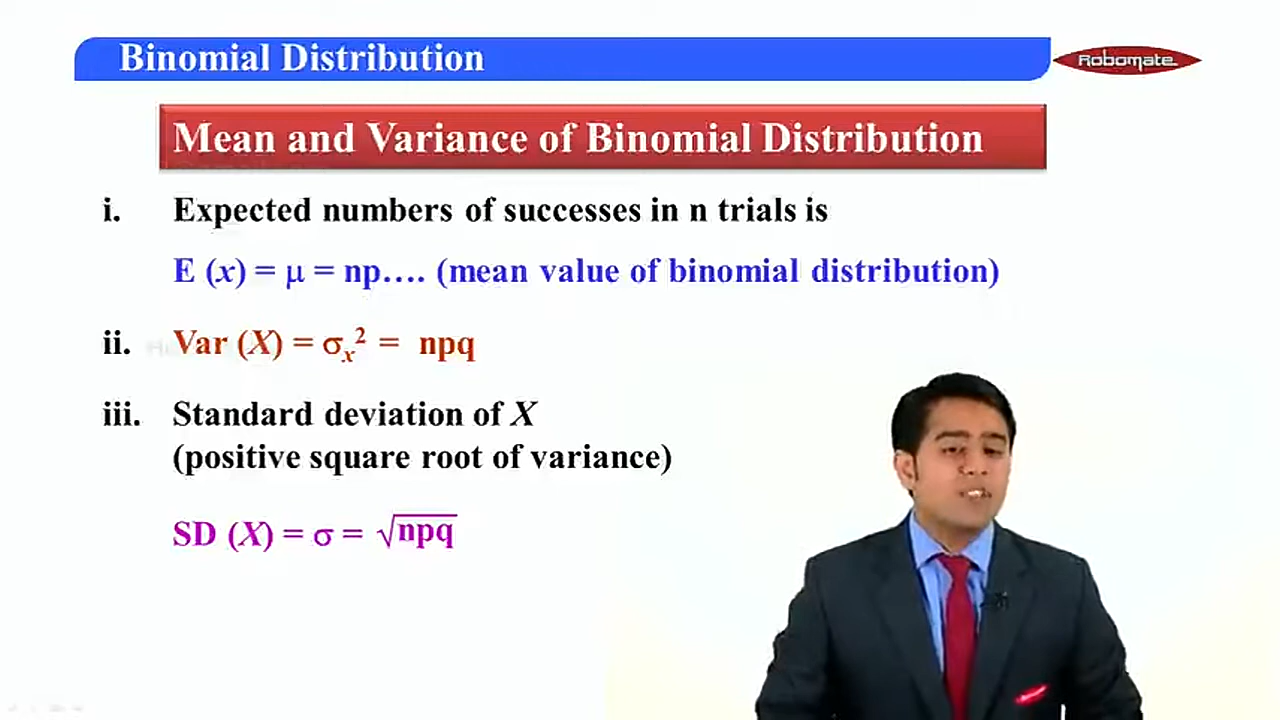 Binomial Distribution
Robomate
Mean and Variance of Binomial Distribution
i. Expected numbers of successes in n trials is
E (x) = μ = np…. (mean value of binomial distribution)
ii. Var (X) = σₓ² = npq
iii. Standard deviation of X
(positive square root of variance)
SD (X) = σ = √npq